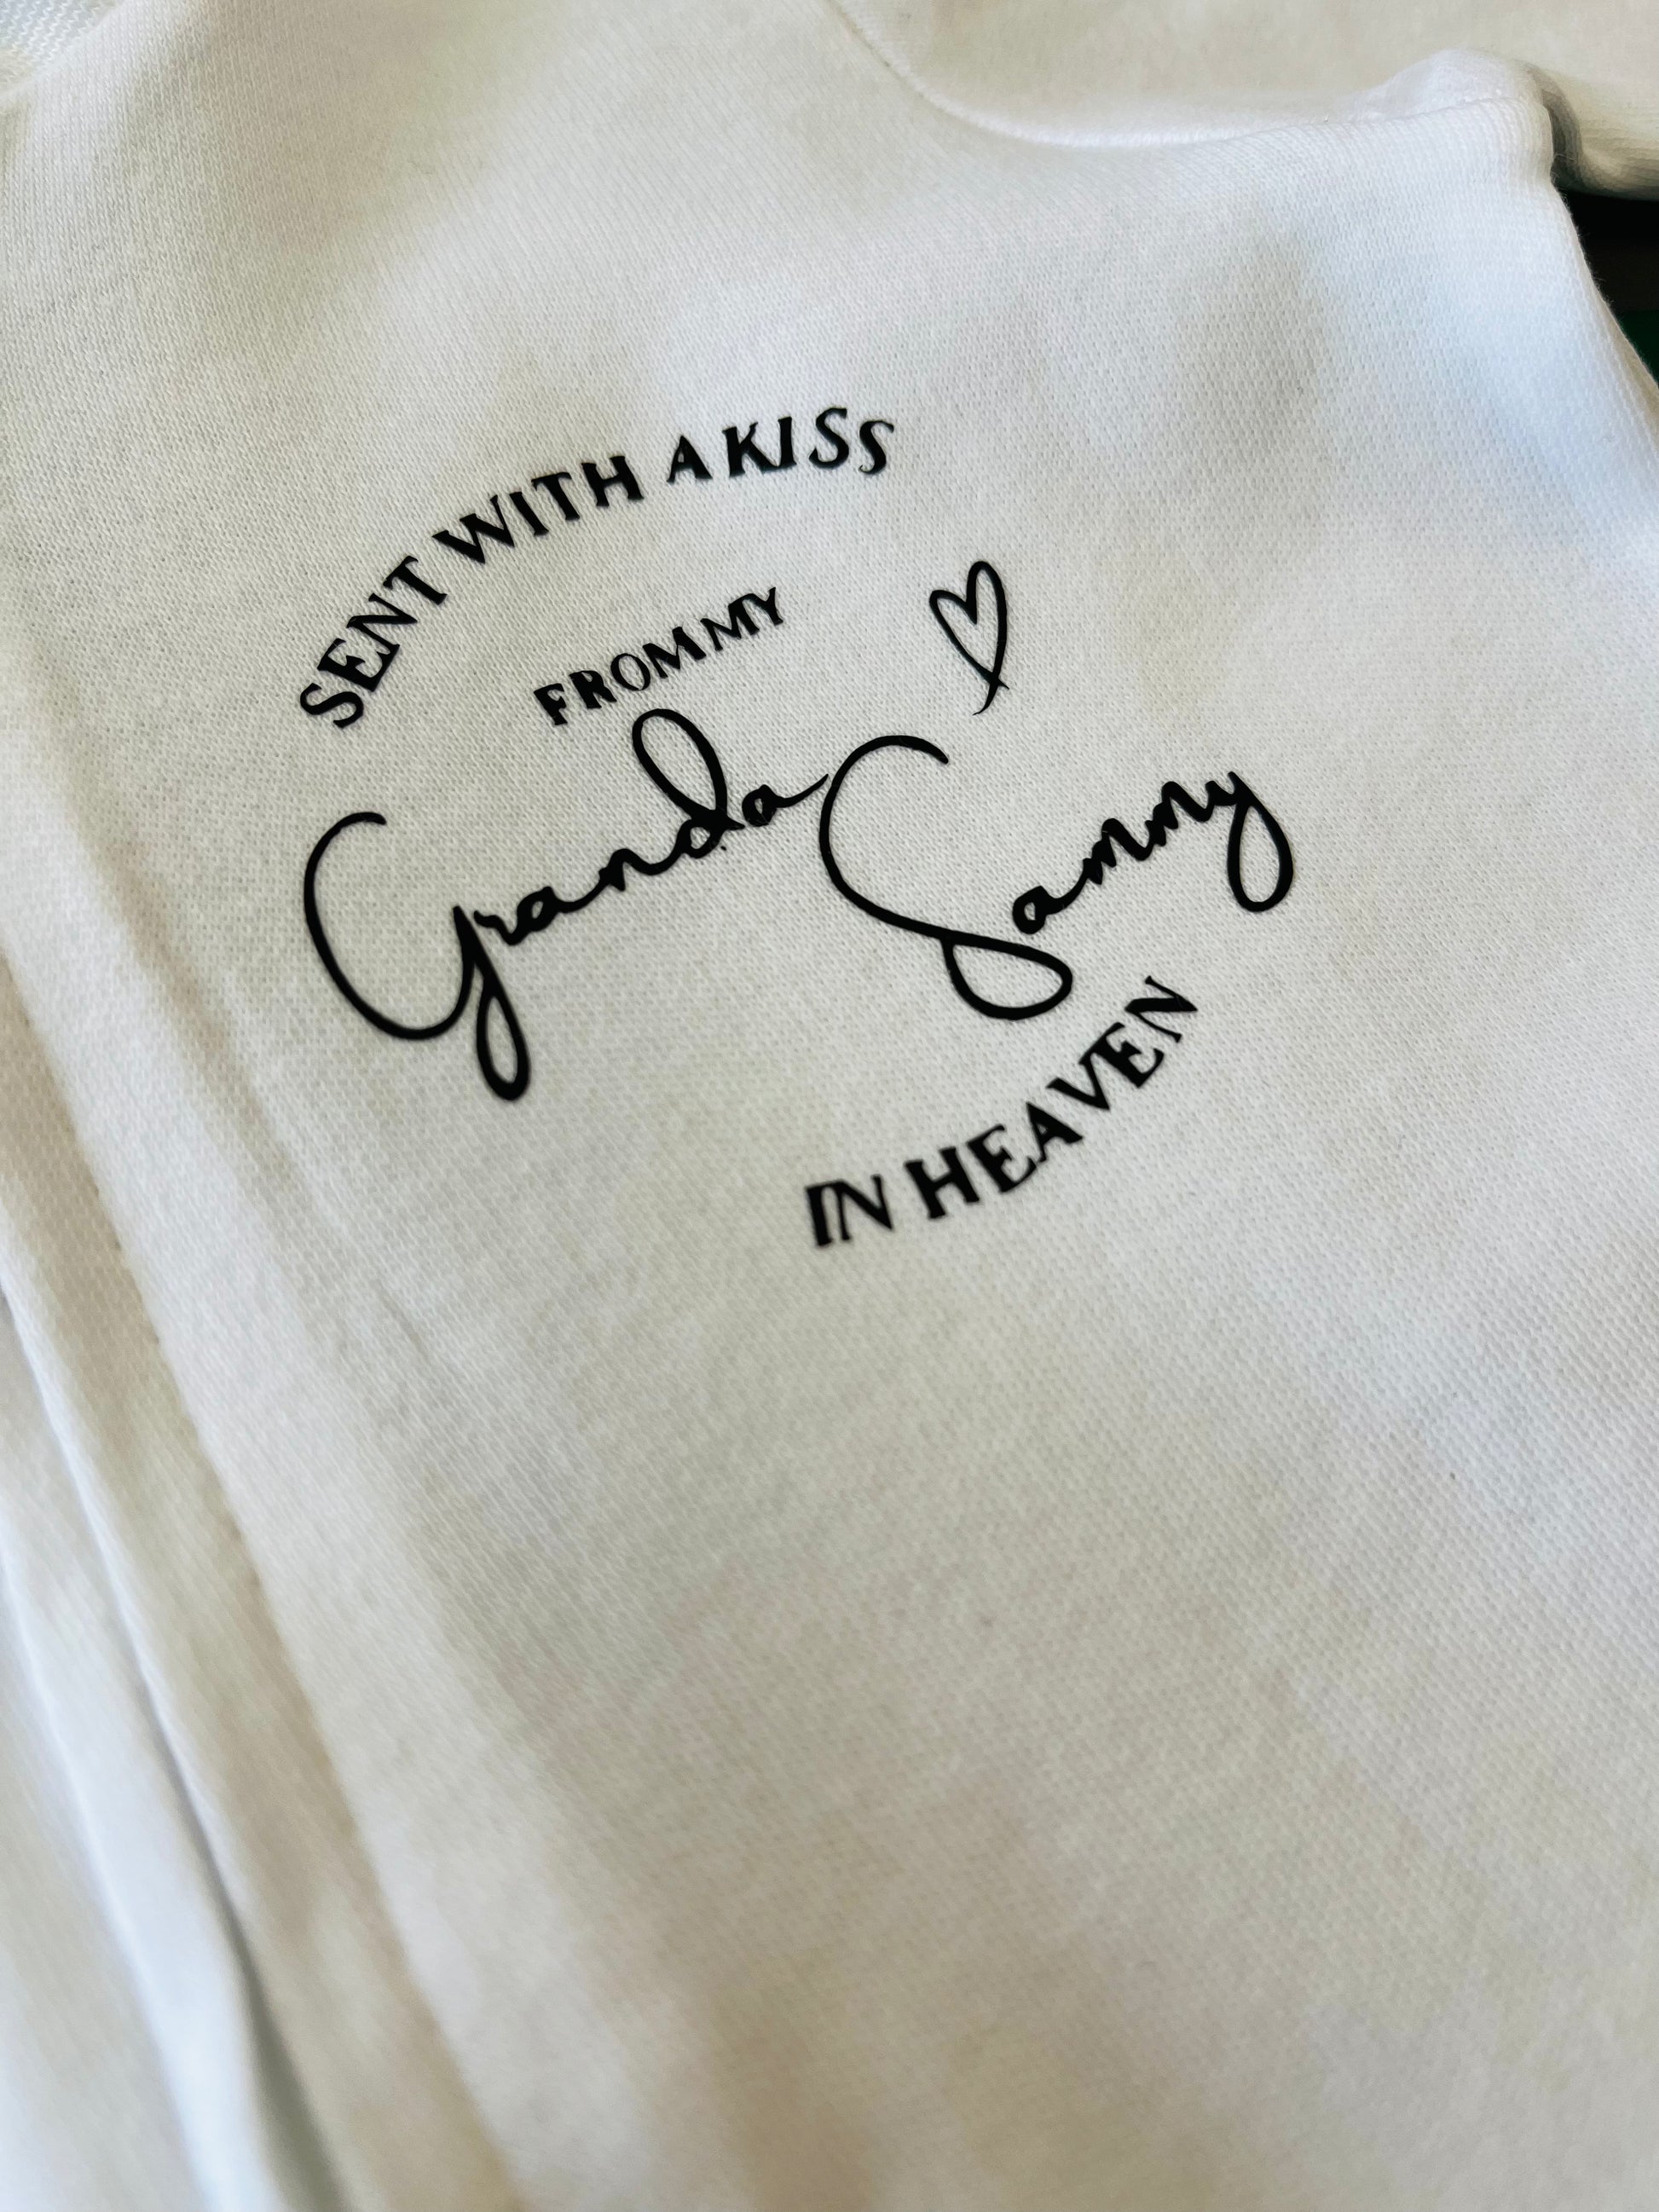 SENT WITH A KISS
FROM MY
Granda Sammy
IN HEAVEN